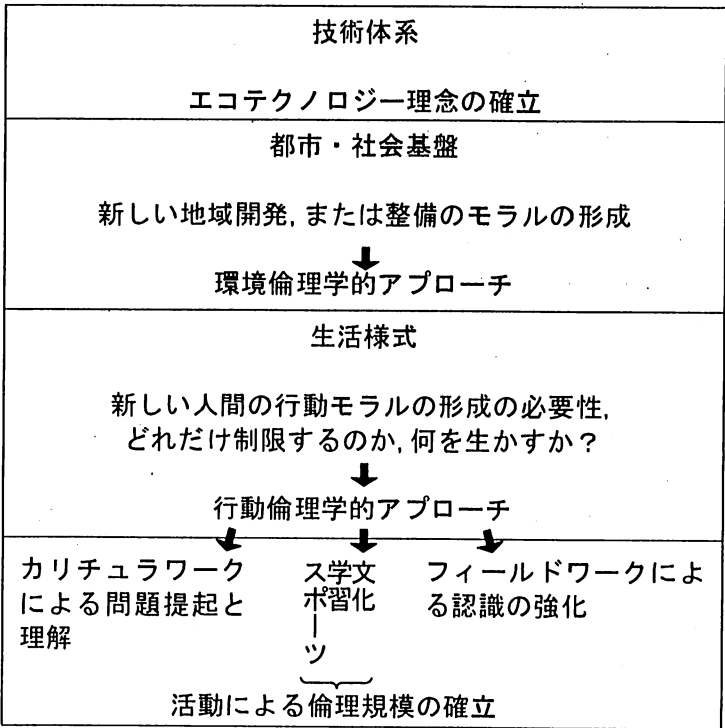 技術体系
エコテクノロジー理念の確立
都市・社会基盤
新しい地域開発, または整備のモラルの形成
環境倫理学的アプローチ
生活様式
新しい人間の行動モラルの形成の必要性,
どれだけ制限するのか, 何を生かすか？
行動倫理学的アプローチ
カリチュラワーク
による問題提起と
理解
文化
学習
スポーツ
フィールドワークによ
る認識の強化
活動による倫理規模の確立